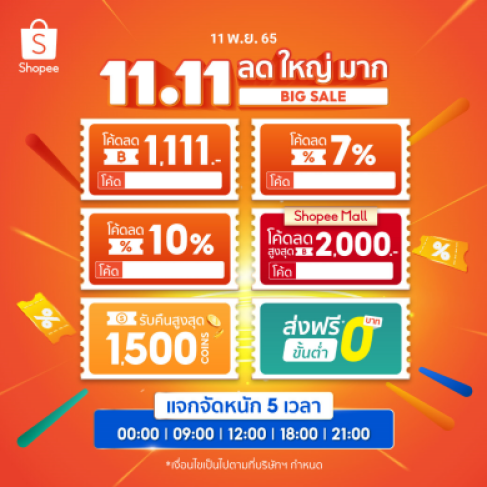 Shopee
11 พ.ย. 65
11.11 ลดใหญ่มาก
BIG SALE
โค้ดลด ฿ 1,111.-
โค้ด
โค้ดลด % 7%
โค้ด
โค้ดลด % 10%
โค้ด
Shopee Mall
โค้ดลด สูงสุด ฿ 2,000.-
โค้ด
รับคืนสูงสุด
1,500 COINS
ส่งฟรี*
ขั้นต่ำ 0 บาท
%
%
แจกจัดหนัก 5 เวลา
00:00 | 09:00 | 12:00 | 18:00 | 21:00
*เงื่อนไขเป็นไปตามที่บริษัทฯ กำหนด